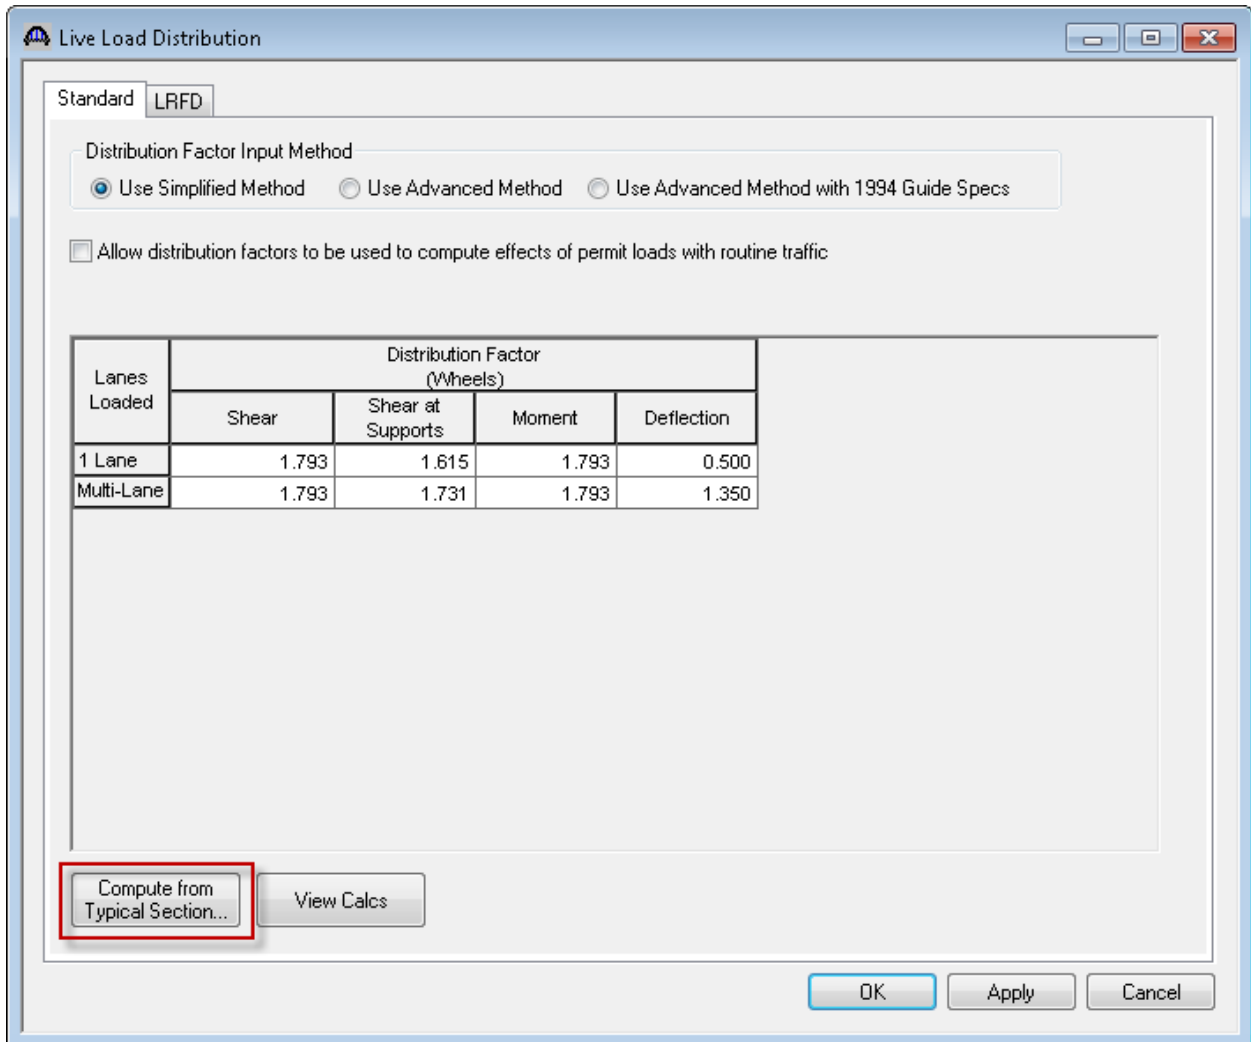 Live Load Distribution
Standard LRFD
Distribution Factor Input Method
Use Simplified Method Use Advanced Method Use Advanced Method with 1994 Guide Specs
Allow distribution factors to be used to compute effects of permit loads with routine traffic
Lanes
Loaded
Distribution Factor
(Wheels)
Shear
Shear at
Supports
Moment
Deflection
1 Lane 1.793 1.615 1.793 0.500
Multi-Lane 1.793 1.731 1.793 1.350
Compute from
Typical Section...
View Calcs
OK Apply Cancel